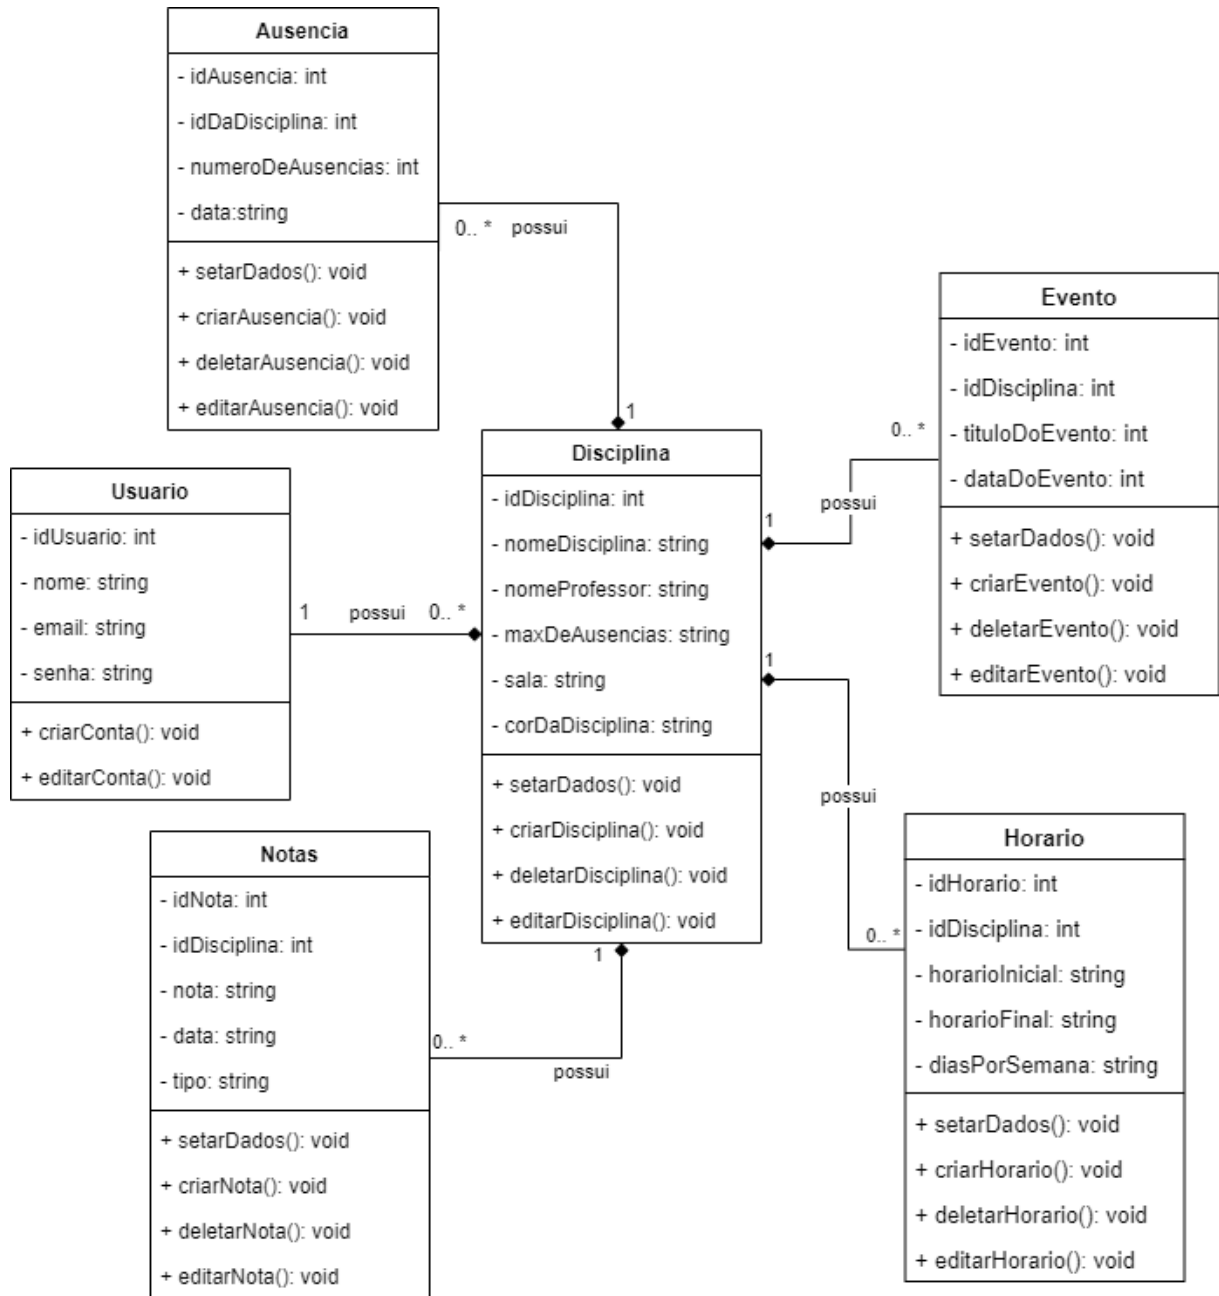 Ausencia
- idAusencia: int
- idDaDisciplina: int
- numeroDeAusencias: int
- data:string
+ setarDados(): void
+ criarAusencia(): void
+ deletarAusencia(): void
+ editarAusencia(): void
0.. * possui
1
Evento
- idEvento: int
- idDisciplina: int
- tituloDoEvento: int
- dataDoEvento: int
+ setarDados(): void
+ criarEvento(): void
+ deletarEvento(): void
+ editarEvento(): void
0.. *
possui
1
Usuario
- idUsuario: int
- nome: string
- email: string
- senha: string
+ criarConta(): void
+ editarConta(): void
1 possui 0.. *
Disciplina
- idDisciplina: int
- nomeDisciplina: string
- nomeProfessor: string
- maxDeAusencias: string
- sala: string
- corDaDisciplina: string
+ setarDados(): void
+ criarDisciplina(): void
+ deletarDisciplina(): void
+ editarDisciplina(): void
1
possui
0.. *
Horario
- idHorario: int
- idDisciplina: int
- horarioInicial: string
- horarioFinal: string
- diasPorSemana: string
+ setarDados(): void
+ criarHorario(): void
+ deletarHorario(): void
+ editarHorario(): void
Notas
- idNota: int
- idDisciplina: int
- nota: string
- data: string
- tipo: string
+ setarDados(): void
+ criarNota(): void
+ deletarNota(): void
+ editarNota(): void
1
0.. *
possui